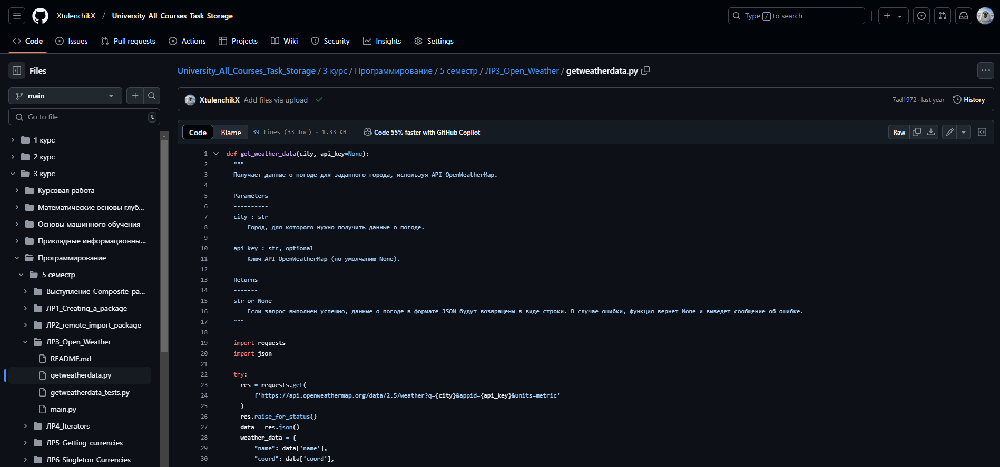 XtulenchikX / University_All_Courses_Task_Storage
Type / to search
Code
Issues
Pull requests
Actions
Projects
Wiki
Security
Insights
Settings
Files
main
Go to file
t
1 курс
2 курс
3 курс
Курсовая работа
Математические основы глуб...
Основы машинного обучения
Прикладные информационны...
Программирование
5 семестр
Выступление_Composite_pa...
ЛР1_Creating_a_package
ЛР2_remote_import_package
ЛР3_Open_Weather
README.md
getweatherdata.py
getweatherdata_tests.py
main.py
ЛР4_Iterators
ЛР5_Getting_currencies
ЛР6_Singleton_Currencies
University_All_Courses_Task_Storage / 3 курс / Программирование / 5 семестр / ЛР3_Open_Weather / getweatherdata.py
XtulenchikX Add files via upload
7ad1972 · last year
History
Code
Blame
39 lines (33 loc) · 1.33 KB
Code 55% faster with GitHub Copilot
Raw
1 def get_weather_data(city, api_key=None):
2 """
3 Получает данные о погоде для заданного города, используя API OpenWeatherMap.
4
5 Parameters
6 ----------
7 city : str
8 Город, для которого нужно получить данные о погоде.
9
10 api_key : str, optional
11 Ключ API OpenWeatherMap (по умолчанию None).
12
13 Returns
14 -------
15 str or None
16 Если запрос выполнен успешно, данные о погоде в формате JSON будут возвращены в виде строки. В случае ошибки, функция вернет None и выведет сообщение об ошибке.
17 """
18
19 import requests
20 import json
21
22 try:
23 res = requests.get(
24 f'https://api.openweathermap.org/data/2.5/weather?q={city}&appid={api_key}&units=metric'
25 )
26 res.raise_for_status()
27 data = res.json()
28 weather_data = {
29 "name": data['name'],
30 "coord": data['coord'],